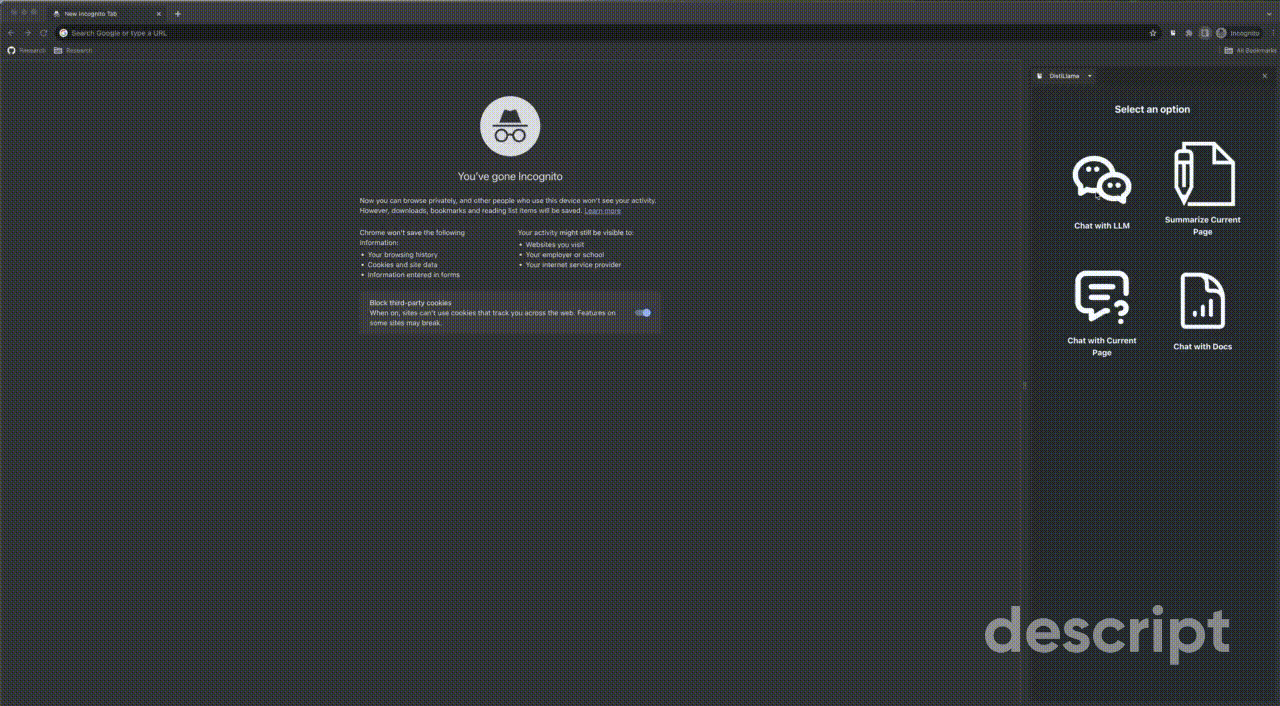 New Incognito Tab
Search Google or type a URL
Incognito
Research
Research
All Bookmarks
You've gone Incognito
Now you can browse privately, and other people who use this device won't see your activity.
However, downloads, bookmarks and reading list items will be saved. Learn more
Chrome won't save the following
information:
• Your browsing history
• Cookies and site data
• Information entered in forms
Your activity might still be visible to:
• Websites you visit
• Your employer or school
• Your internet service provider
Block third-party cookies
When on, sites can't use cookies that track you across the web. Features on
some sites may break.
DistiLlame
Select an option
Chat with LLM
Summarize Current
Page
Chat with Current
Page
Chat with Docs
descript